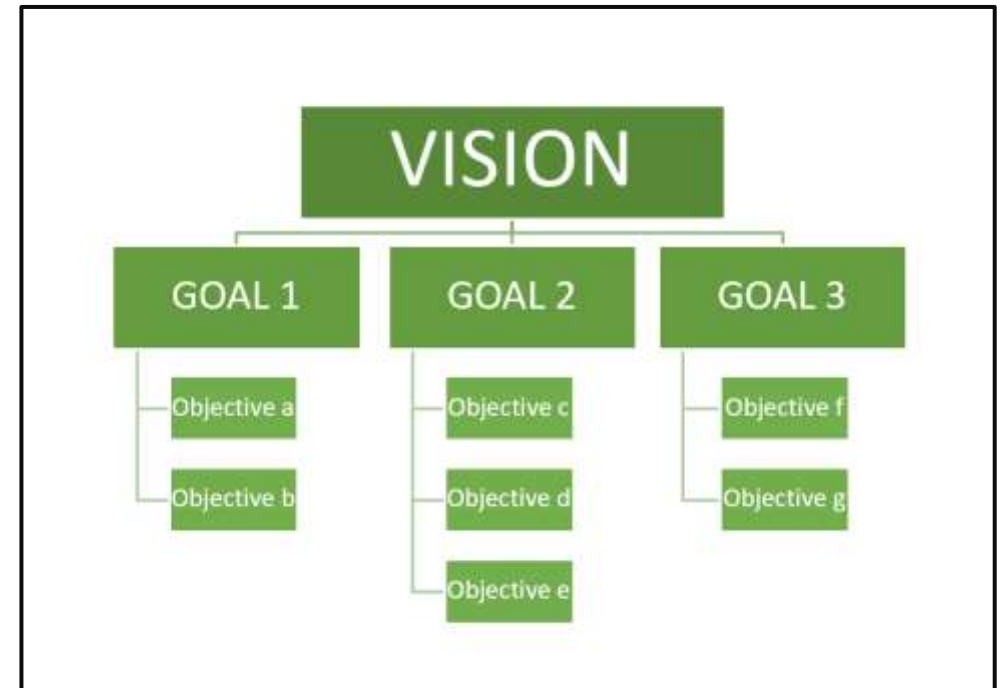 VISION
GOAL 1
Objective a
Objective b
GOAL 2
Objective c
Objective d
Objective e
GOAL 3
Objective f
Objective g